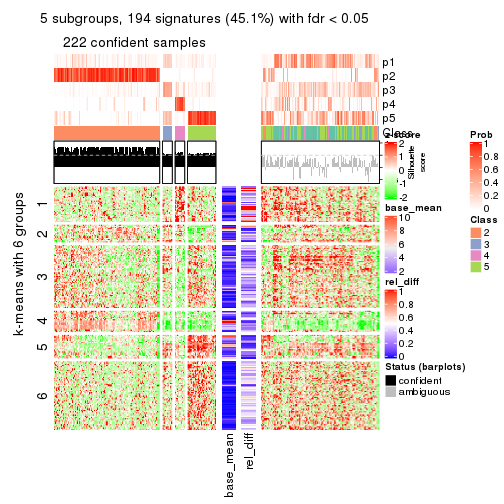 5 subgroups, 194 signatures (45.1%) with fdr < 0.05
222 confident samples
p1
p2
p3
p4
p5
Class
Silhouette
score
k-means with 6 groups
1
2
3
4
5
6
base_mean
rel_diff
z-score
2
1
0
-1
-2
base_mean
10
8
6
4
2
rel_diff
1
0.8
0.6
0.4
0.2
0
Status (barplots)
confident
ambiguous
Prob
1
0.8
0.6
0.4
0.2
0
Class
2
3
4
5